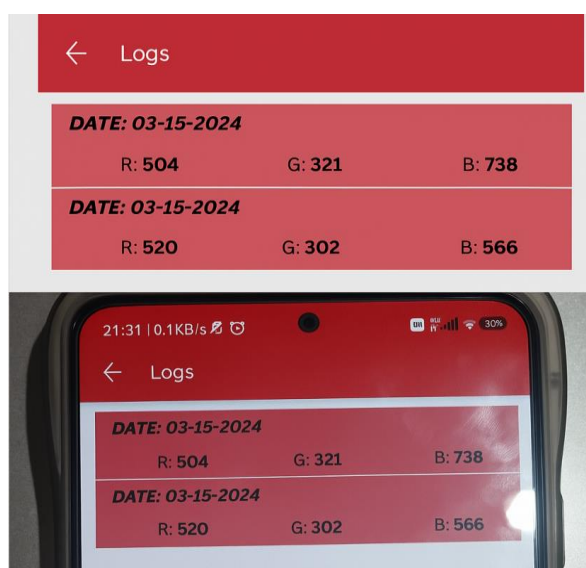 ← Logs
DATE: 03-15-2024
R: 504 G: 321 B: 738
DATE: 03-15-2024
R: 520 G: 302 B: 566
21:31 | 0.1KB/s 30%
← Logs
DATE: 03-15-2024
R: 504 G: 321 B: 738
DATE: 03-15-2024
R: 520 G: 302 B: 566